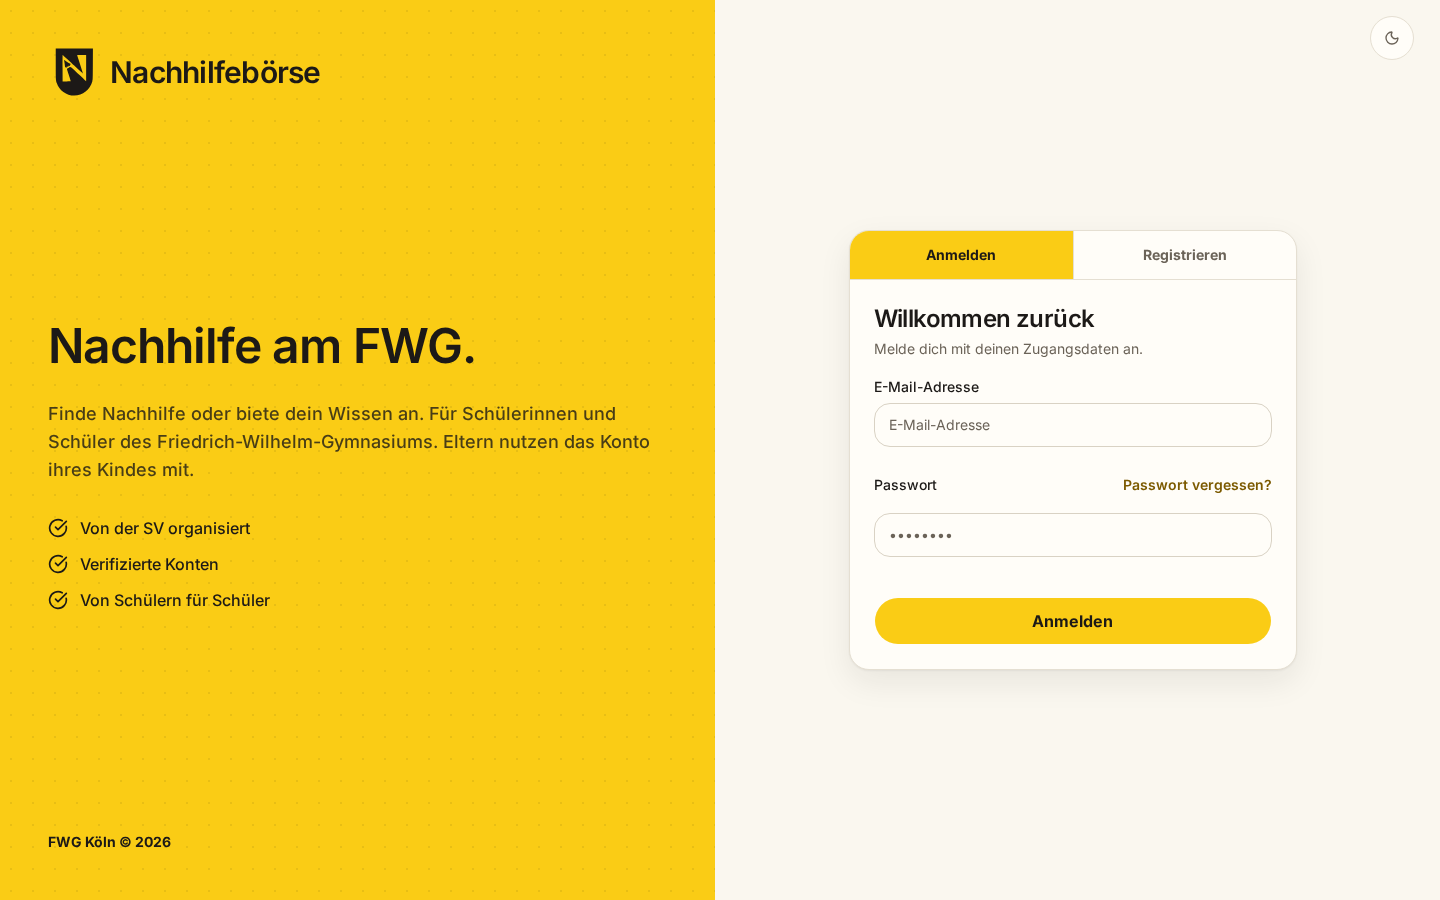 Nachhilfebörse
Nachhilfe am FWG.
Finde Nachhilfe oder biete dein Wissen an. Für Schülerinnen und
Schüler des Friedrich-Wilhelm-Gymnasiums. Eltern nutzen das Konto
ihres Kindes mit.
Von der SV organisiert
Verifizierte Konten
Von Schülern für Schüler
FWG Köln © 2026
Anmelden
Registrieren
Willkommen zurück
Melde dich mit deinen Zugangsdaten an.
E-Mail-Adresse
E-Mail-Adresse
Passwort
Passwort vergessen?
••••••••
Anmelden